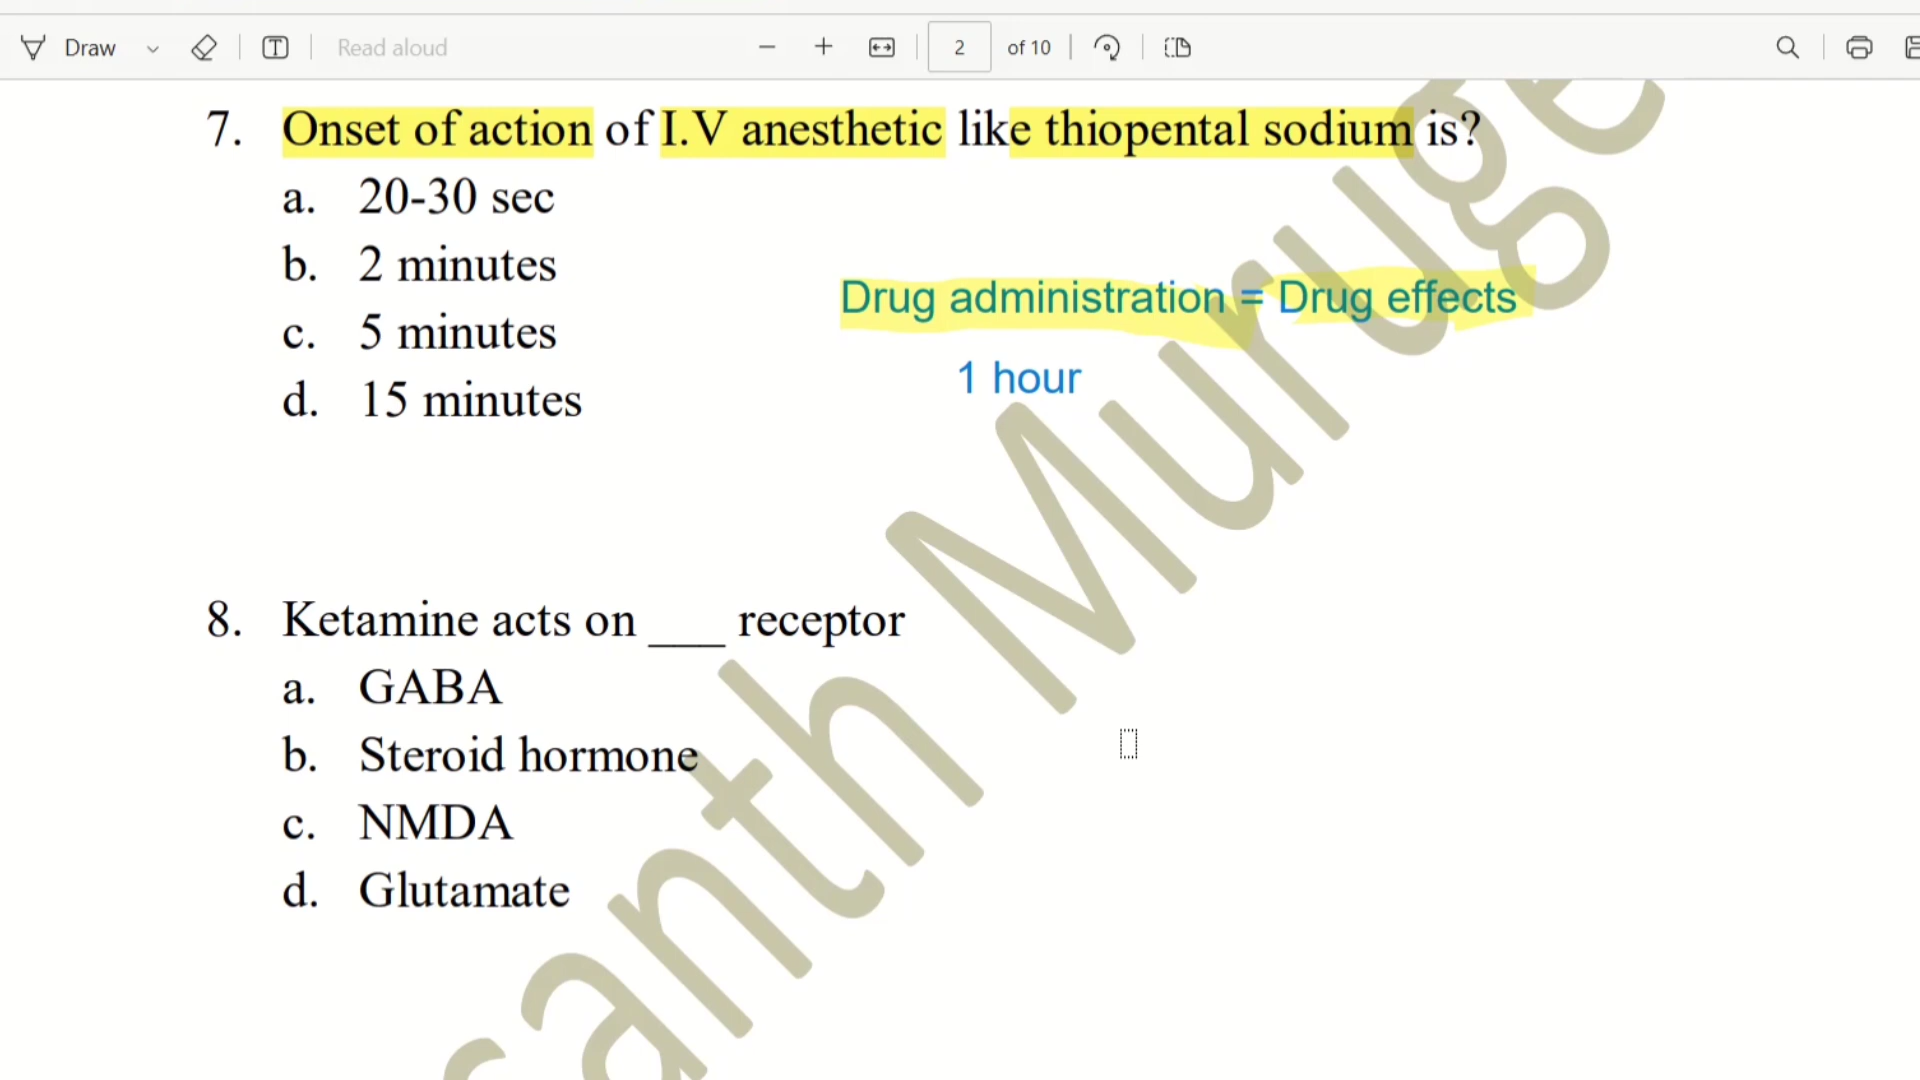 Draw
Read aloud
2 of 10
7. Onset of action of I.V anesthetic like thiopental sodium is?
a. 20-30 sec
b. 2 minutes
c. 5 minutes
d. 15 minutes
Drug administration = Drug effects
1 hour
8. Ketamine acts on ___ receptor
a. GABA
b. Steroid hormone
c. NMDA
d. Glutamate
anth Muruge